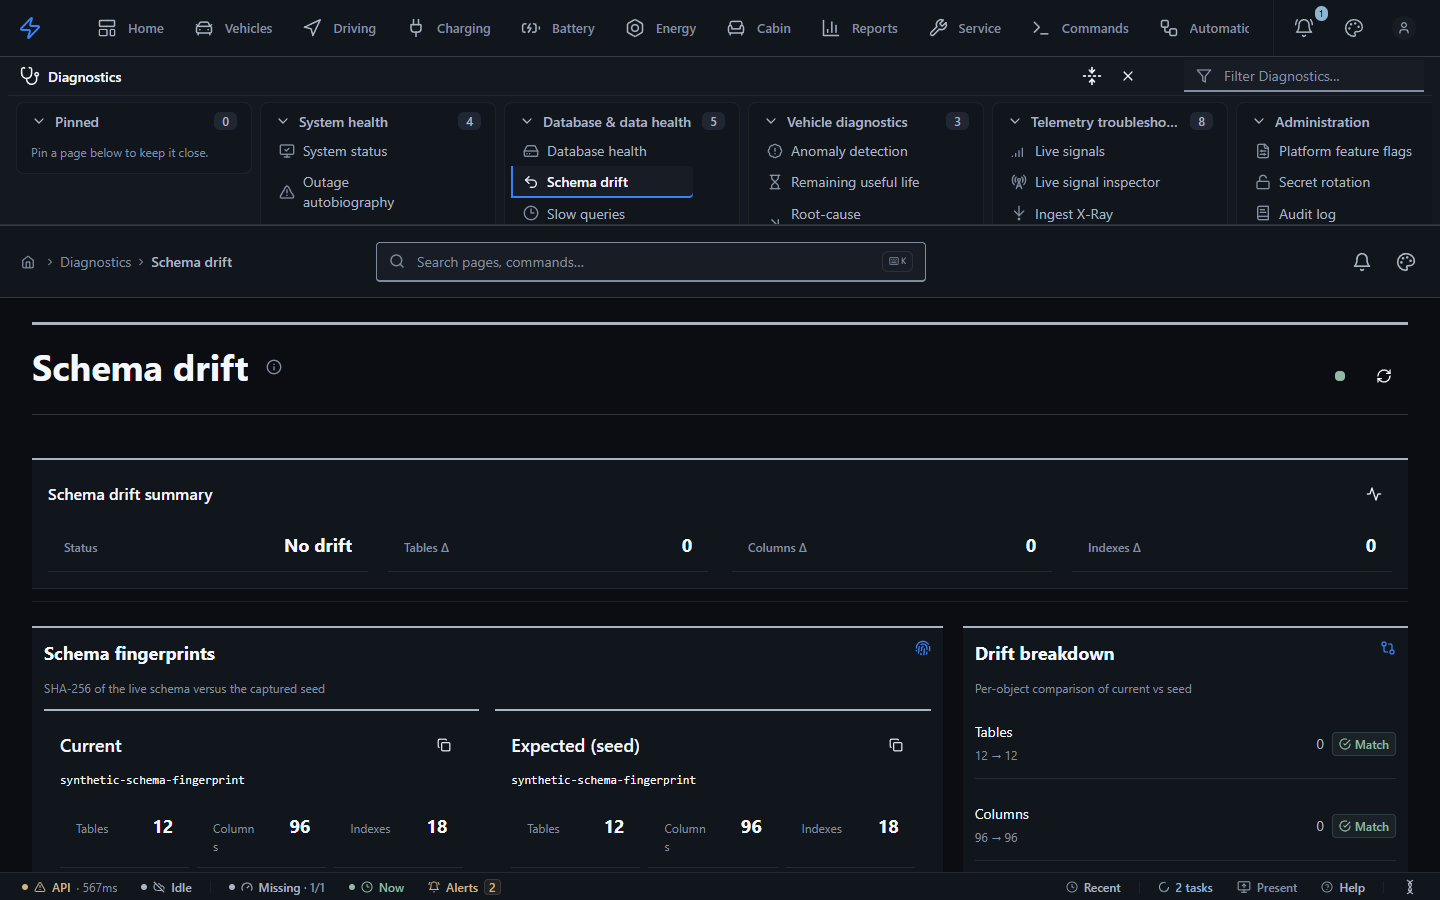 Home
Vehicles
Driving
Charging
Battery
Energy
Cabin
Reports
Service
Commands
Automatic
1
Diagnostics
Filter Diagnostics...
Pinned 0
Pin a page below to keep it close.
System health 4
System status
Outage
autobiography
Database & data health 5
Database health
Schema drift
Slow queries
Vehicle diagnostics 3
Anomaly detection
Remaining useful life
Root-cause
Telemetry troublesho... 8
Live signals
Live signal inspector
Ingest X-Ray
Administration
Platform feature flags
Secret rotation
Audit log
Diagnostics
Schema drift
Search pages, commands...
K
Schema drift
Schema drift summary
Status No drift
Tables Δ 0
Columns Δ 0
Indexes Δ 0
Schema fingerprints
SHA-256 of the live schema versus the captured seed
Current
synthetic-schema-fingerprint
Tables 12
Column
s
96
Indexes 18
Expected (seed)
synthetic-schema-fingerprint
Tables 12
Column
s
96
Indexes 18
Drift breakdown
Per-object comparison of current vs seed
Tables
12 → 12
0 Match
Columns
96 → 96
0 Match
API · 567ms
Idle
Missing · 1/1
Now
Alerts 2
Recent
2 tasks
Present
Help